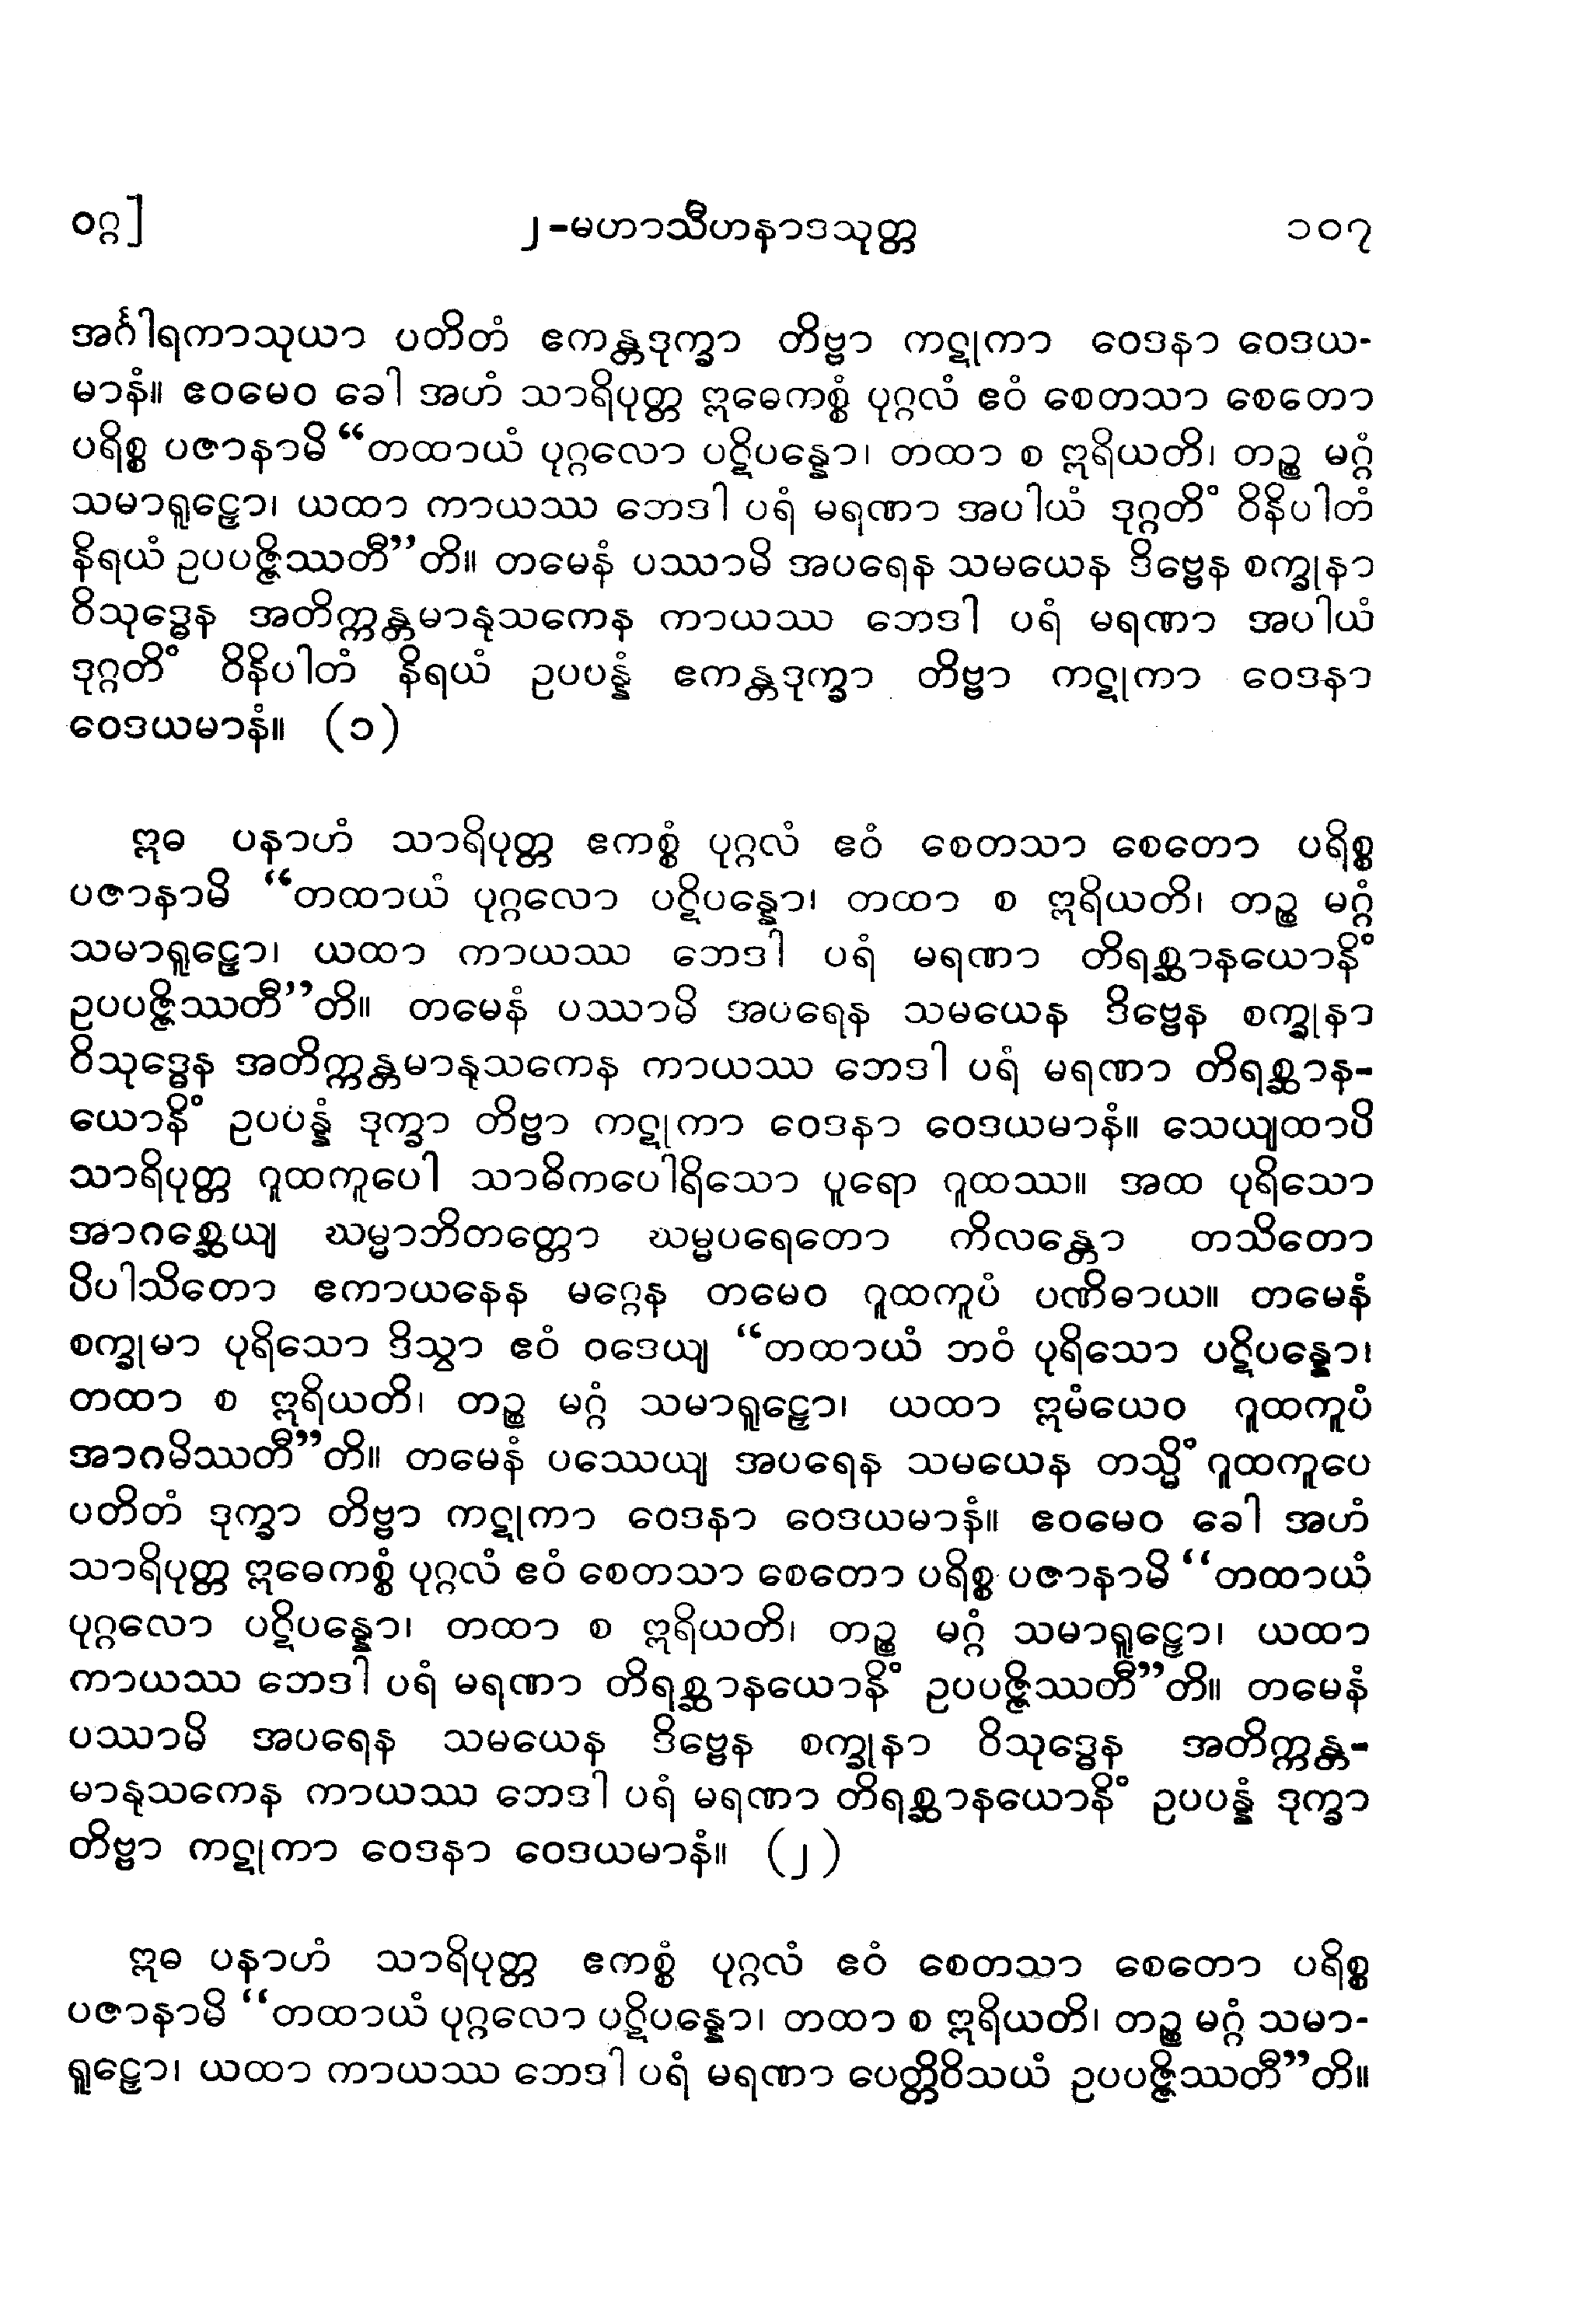 ဝဂ္ဂ]
၂-မဟာသီဟနာဒသုတ္တ
၁၀၇
အင်္ဂါရကာသုယာ ပတိတံ ဧကန္တဒုက္ခာ တိဗ္ဗာ ကဋုကာ ဝေဒနာ ဝေဒယ-
မာနံ။ ဧဝမေဝ ခေါ အဟံ သာရိပုတ္တ ဣဓေကစ္စံ ပုဂ္ဂလံ ဧဝံ စေတသာ စေတော
ပရိစ္စ ပဇာနာမိ “တထာယံ ပုဂ္ဂလော ပဋိပန္နော၊ တထာ စ ဣရိယတိ၊ တဉ္စ မဂ္ဂံ
သမာရူဠှော၊ ယထာ ကာယဿ ဘေဒါ ပရံ မရဏာ အပါယံ ဒုဂ္ဂတိံ ဝိနိပါတံ
နိရယံ ဥပပဇ္ဇိဿတီ”တိ။ တမေနံ ပဿာမိ အပရေန သမယေန ဒိဗ္ဗေန စက္ခုနာ
ဝိသုဒ္ဓေန အတိက္ကန္တမာနုသကေန ကာယဿ ဘေဒါ ပရံ မရဏာ အပါယံ
ဒုဂ္ဂတိံ ဝိနိပါတံ နိရယံ ဥပပန္နံ ဧကန္တဒုက္ခာ တိဗ္ဗာ ကဋုကာ ဝေဒနာ
ဝေဒယမာနံ။ (၁)
ဣဓ ပနာဟံ သာရိပုတ္တ ဧကစ္စံ ပုဂ္ဂလံ ဧဝံ စေတသာ စေတော ပရိစ္စ
ပဇာနာမိ “တထာယံ ပုဂ္ဂလော ပဋိပန္နော၊ တထာ စ ဣရိယတိ၊ တဉ္စ မဂ္ဂံ
သမာရူဠှော၊ ယထာ ကာယဿ ဘေဒါ ပရံ မရဏာ တိရစ္ဆာနယောနိံ
ဥပပဇ္ဇိဿတီ”တိ။ တမေနံ ပဿာမိ အပရေန သမယေန ဒိဗ္ဗေန စက္ခုနာ
ဝိသုဒ္ဓေန အတိက္ကန္တမာနုသကေန ကာယဿ ဘေဒါ ပရံ မရဏာ တိရစ္ဆာန-
ယောနိံ ဥပပန္နံ ဒုက္ခာ တိဗ္ဗာ ကဋုကာ ဝေဒနာ ဝေဒယမာနံ။ သေယျထာပိ
သာရိပုတ္တ ဂူထကူပေါ သာဓိကပေါရိသော ပူရော ဂူထဿ။ အထ ပုရိသော
အာဂစ္ဆေယျ ဃမ္မာဘိတတ္တော ဃမ္မပရေတော ကိလန္တော တသိတော
ပိပါသိတော ဧကာယနေန မဂ္ဂေန တမေဝ ဂူထကူပံ ပဏိဓာယ။ တမေနံ
စက္ခုမာ ပုရိသော ဒိသွာ ဧဝံ ဝဒေယျ “တထာယံ ဘဝံ ပုရိသော ပဋိပန္နော၊
တထာ စ ဣရိယတိ၊ တဉ္စ မဂ္ဂံ သမာရူဠှော၊ ယထာ ဣမံယေဝ ဂူထကူပံ
အာဂမိဿတီ”တိ။ တမေနံ ပဿေယျ အပရေန သမယေန တသ္မိံ ဂူထကူပေ
ပတိတံ ဒုက္ခာ တိဗ္ဗာ ကဋုကာ ဝေဒနာ ဝေဒယမာနံ။ ဧဝမေဝ ခေါ အဟံ
သာရိပုတ္တ ဣဓေကစ္စံ ပုဂ္ဂလံ ဧဝံ စေတသာ စေတော ပရိစ္စ ပဇာနာမိ “တထာယံ
ပုဂ္ဂလော ပဋိပန္နော၊ တထာ စ ဣရိယတိ၊ တဉ္စ မဂ္ဂံ သမာရူဠှော၊ ယထာ
ကာယဿ ဘေဒါ ပရံ မရဏာ တိရစ္ဆာနယောနိံ ဥပပဇ္ဇိဿတီ”တိ။ တမေနံ
ပဿာမိ အပရေန သမယေန ဒိဗ္ဗေန စက္ခုနာ ဝိသုဒ္ဓေန အတိက္ကန္တ-
မာနုသကေန ကာယဿ ဘေဒါ ပရံ မရဏာ တိရစ္ဆာနယောနိံ ဥပပန္နံ ဒုက္ခာ
တိဗ္ဗာ ကဋုကာ ဝေဒနာ ဝေဒယမာနံ။ (၂)
ဣဓ ပနာဟံ သာရိပုတ္တ ဧကစ္စံ ပုဂ္ဂလံ ဧဝံ စေတသာ စေတော ပရိစ္စ
ပဇာနာမိ “တထာယံ ပုဂ္ဂလော ပဋိပန္နော၊ တထာ စ ဣရိယတိ၊ တဉ္စ မဂ္ဂံ သမာ-
ရူဠှော၊ ယထာ ကာယဿ ဘေဒါ ပရံ မရဏာ ပေတ္တိဝိသယံ ဥပပဇ္ဇိဿတီ”တိ။